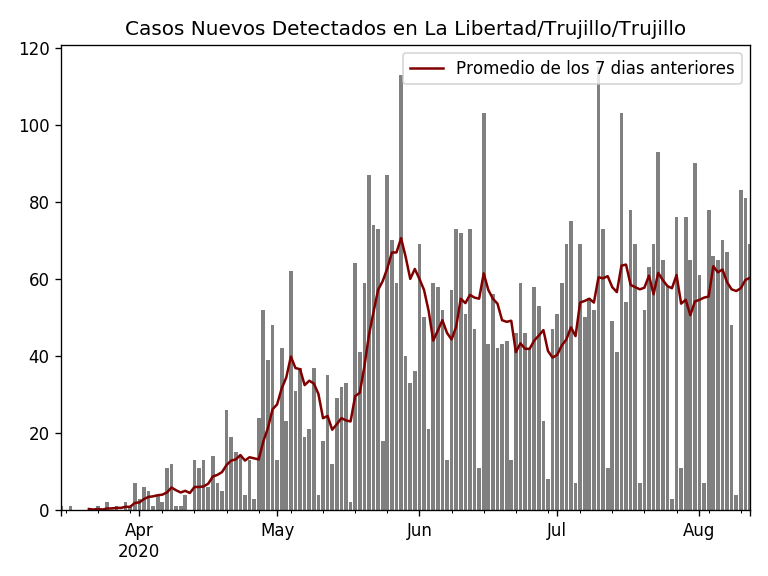 Casos Nuevos Detectados en La Libertad/Trujillo/Trujillo
Promedio de los 7 dias anteriores
120
100
80
60
40
20
0
Apr
2020
May
Jun
Jul
Aug